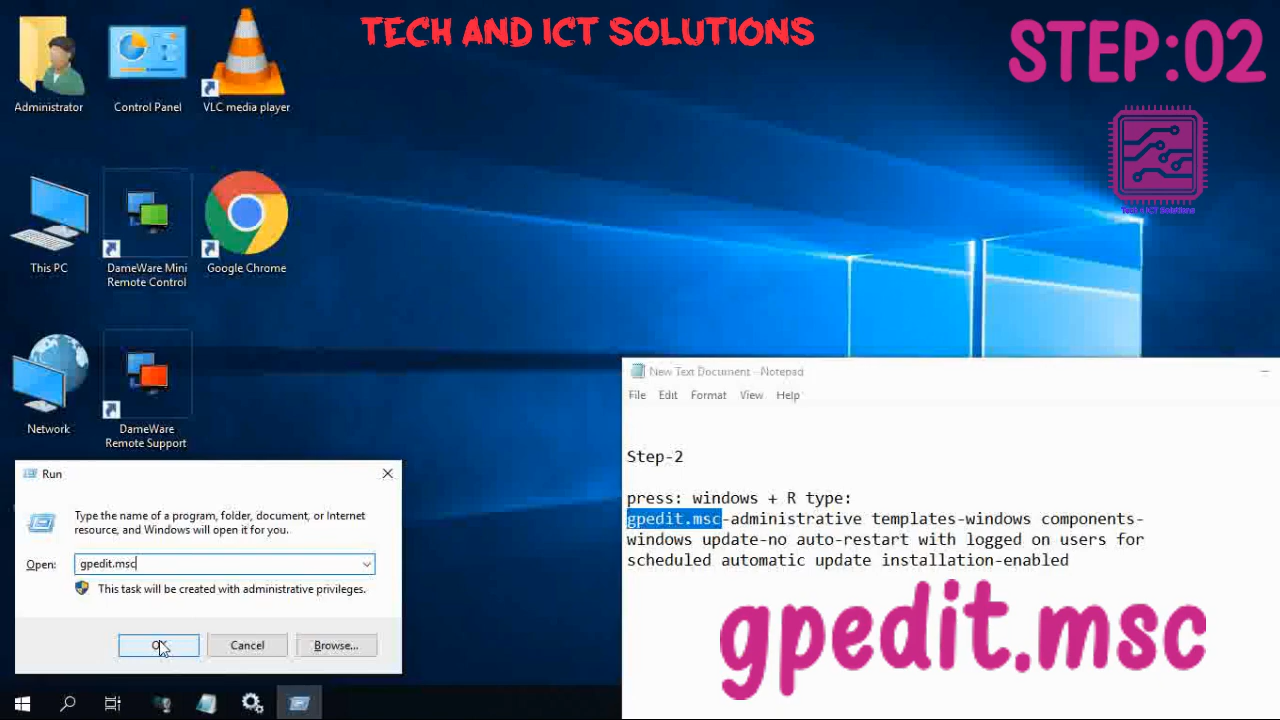 TECH AND ICT SOLUTIONS
STEP:02
Tech n ICT Solutions
Administrator
Control Panel
VLC media player
This PC
DameWare Mini
Remote Control
Google Chrome
Network
DameWare
Remote Support
Run
Type the name of a program, folder, document, or Internet
resource, and Windows will open it for you.
Open: gpedit.msc
This task will be created with administrative privileges.
OK Cancel Browse...
New Text Document - Notepad
File Edit Format View Help
Step-2
press: windows + R type:
gpedit.msc-administrative templates-windows components-
windows update-no auto-restart with logged on users for
scheduled automatic update installation-enabled
gpedit.msc